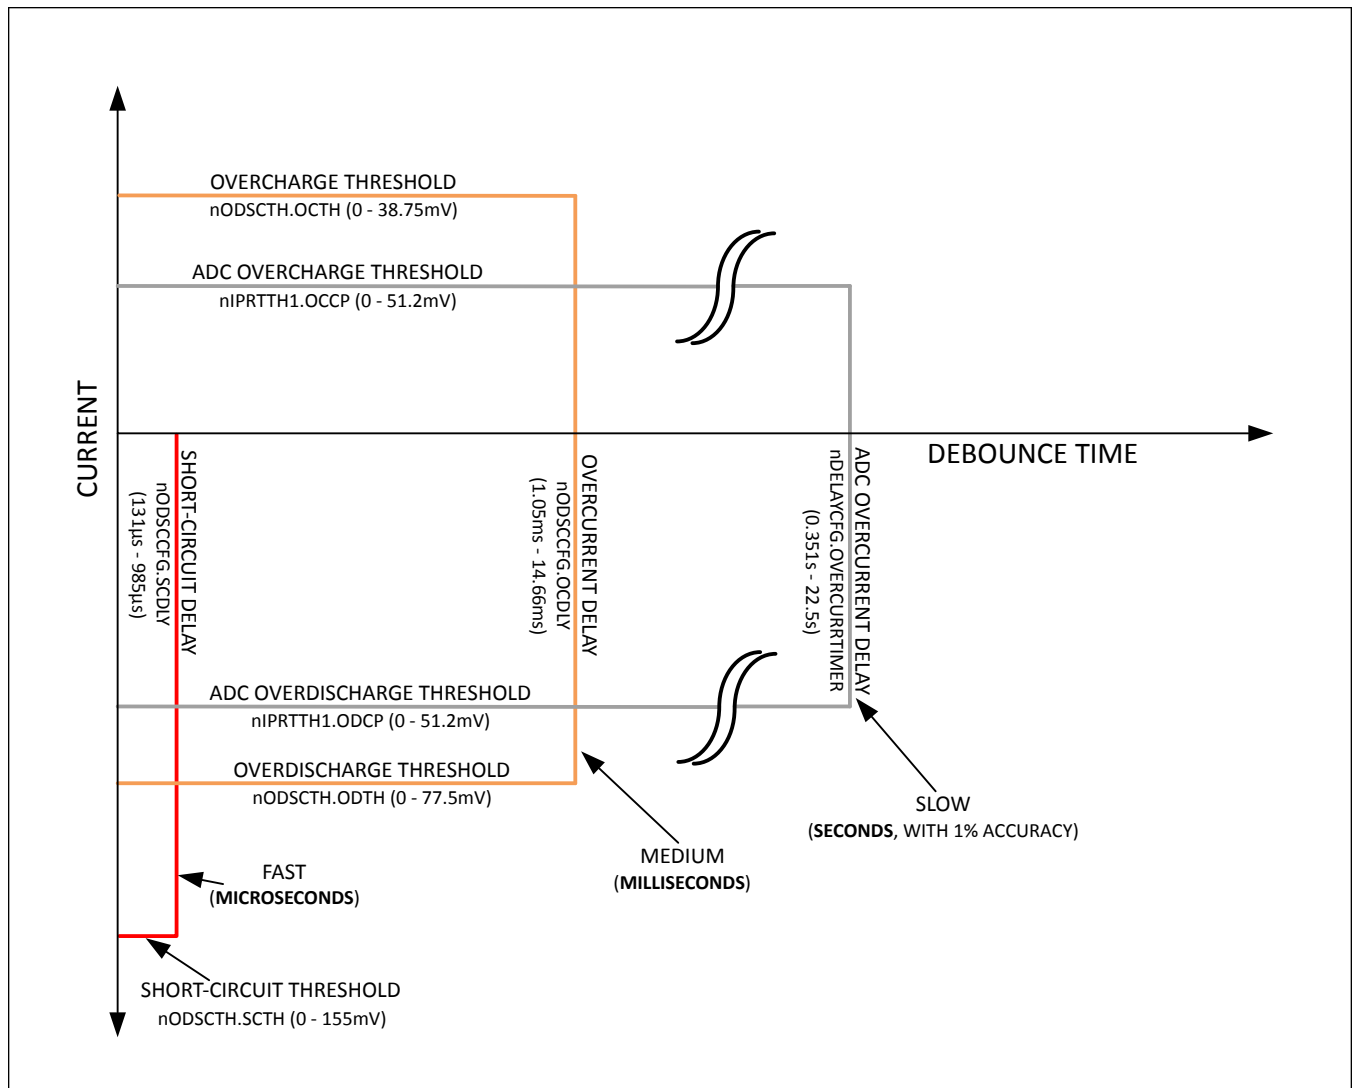 OVERCHARGE THRESHOLD
nODSCTH.OCTH (0 - 38.75mV)
ADC OVERCHARGE THRESHOLD
nIPRTTH1.OCCP (0 - 51.2mV)
CURRENT
DEBOUNCE TIME
SHORT-CIRCUIT DELAY
nODSCCFG.SCDLY
(131µs - 985µs)
OVERCURRENT DELAY
nODSCCFG.OCDLY
(1.05ms - 14.66ms)
ADC OVERCURRENT DELAY
nDELAYCFG.OVERCURRTIMER
(0.351s - 22.5s)
ADC OVERDISCHARGE THRESHOLD
nIPRTTH1.ODCP (0 - 51.2mV)
OVERDISCHARGE THRESHOLD
nODSCTH.ODTH (0 - 77.5mV)
SLOW
(SECONDS, WITH 1% ACCURACY)
MEDIUM
(MILLISECONDS)
FAST
(MICROSECONDS)
SHORT-CIRCUIT THRESHOLD
nODSCTH.SCTH (0 - 155mV)